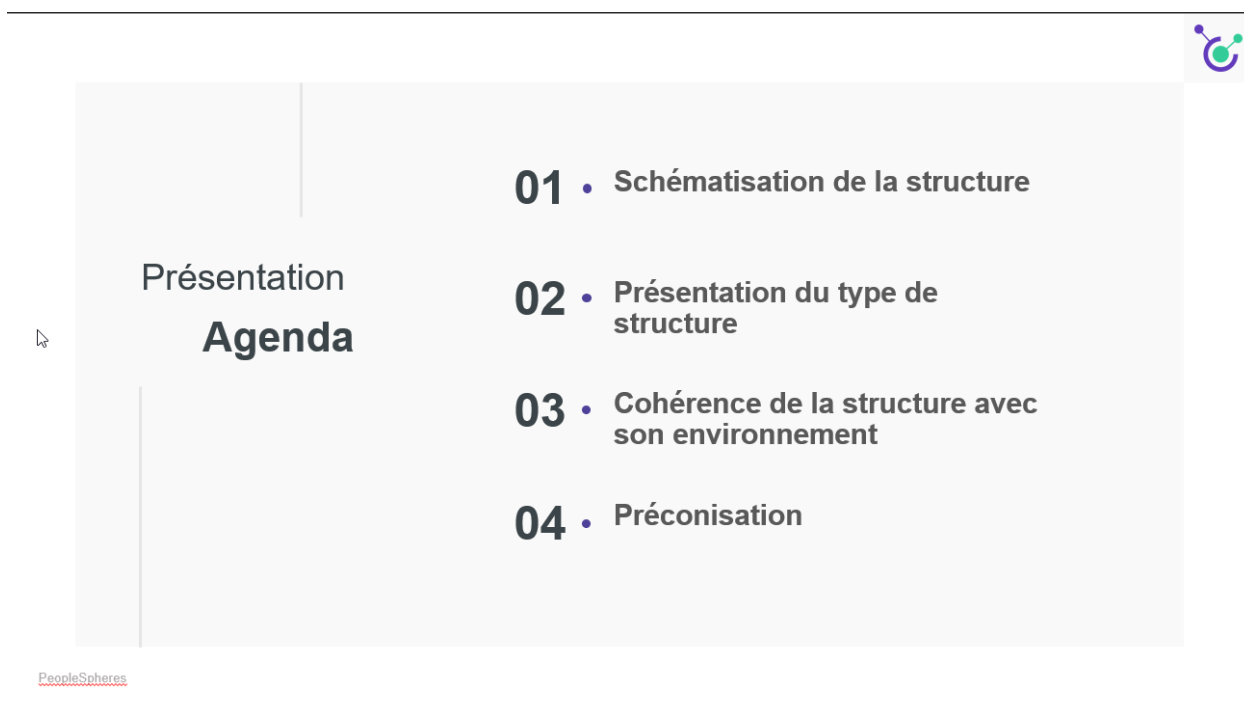 Présentation
Agenda
01 • Schématisation de la structure
02 • Présentation du type de
structure
03 • Cohérence de la structure avec
son environnement
04 • Préconisation
PeopleSpheres